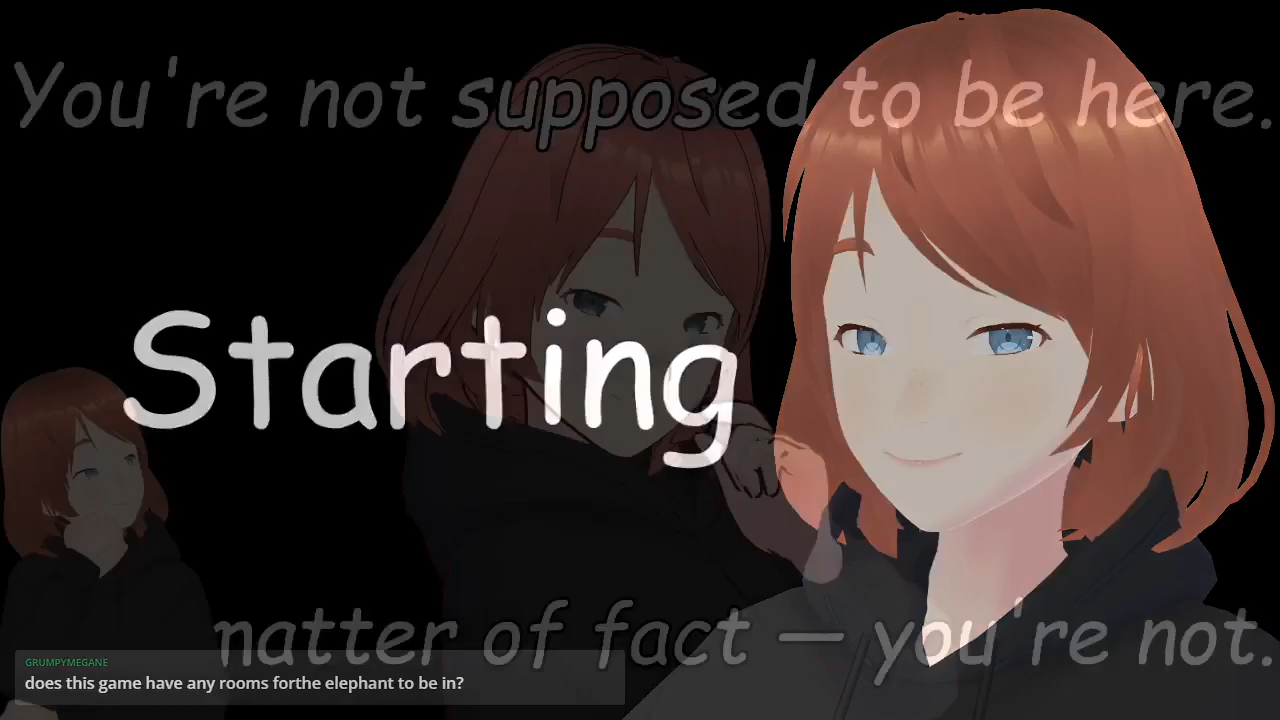 You're not supposed to be here.
Starting
matter of fact — you're not.
GRUMPYMEGANE
does this game have any rooms forthe elephant to be in?